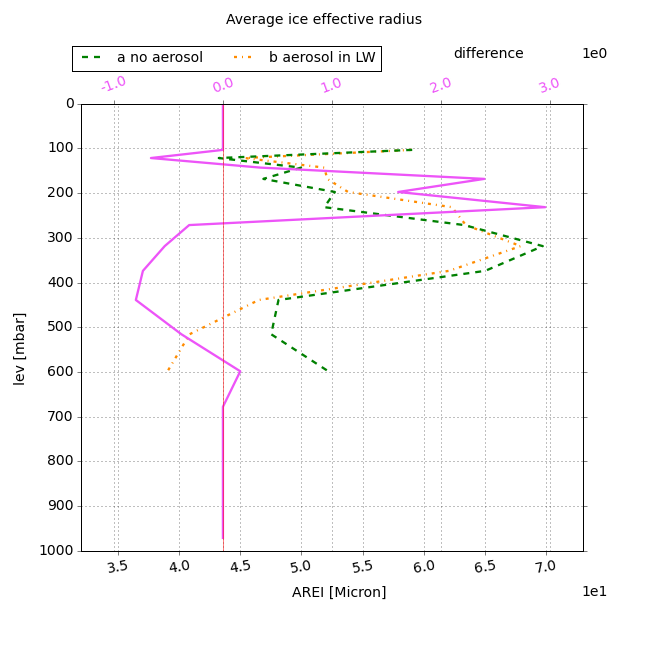 Average ice effective radius
a no aerosol b aerosol in LW difference 1e0
-1.0 0.0 1.0 2.0 3.0
0
100
200
300
400
500
600
700
800
900
1000
lev [mbar]
3.5 4.0 4.5 5.0 5.5 6.0 6.5 7.0
AREI [Micron] 1e1